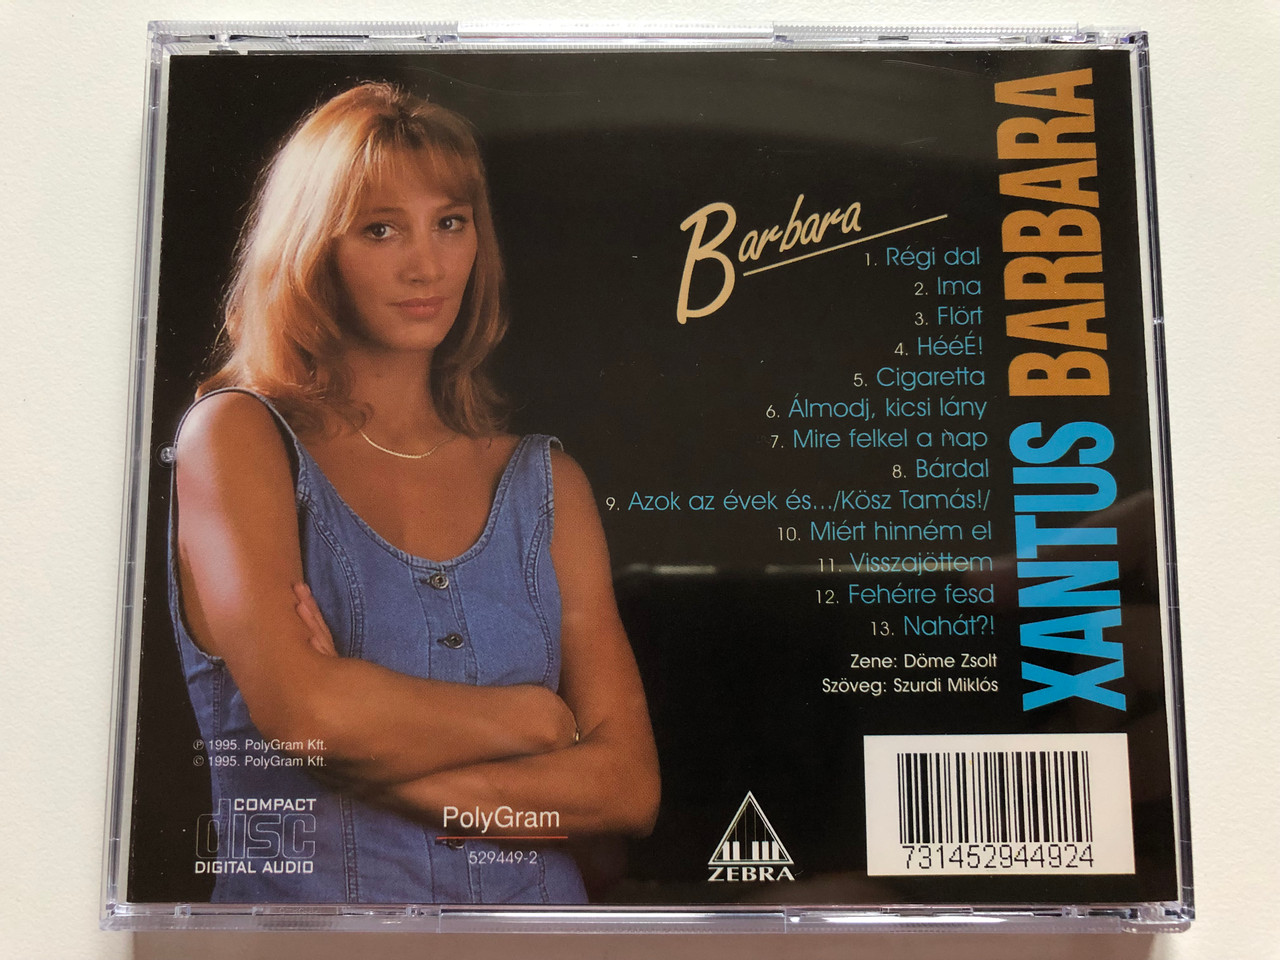 Barbara
1. Régi dal
2. Ima
3. Flört
4. HééÉ!
5. Cigaretta
6. Álmodj, kicsi lány
7. Mire felkel a nap
8. Bárdal
9. Azok az évek és.../Kösz Tamás!/
10. Miért hinném el
11. Visszajöttem
12. Fehérre fesd
13. Nahát?!
Zene: Döme Zsolt
Szöveg: Szurdi Miklós
XANTUS BARBARA
℗ 1995. PolyGram Kft.
© 1995. PolyGram Kft.
COMPACT
disc
DIGITAL AUDIO
PolyGram
529449-2
ZEBRA
731452944924